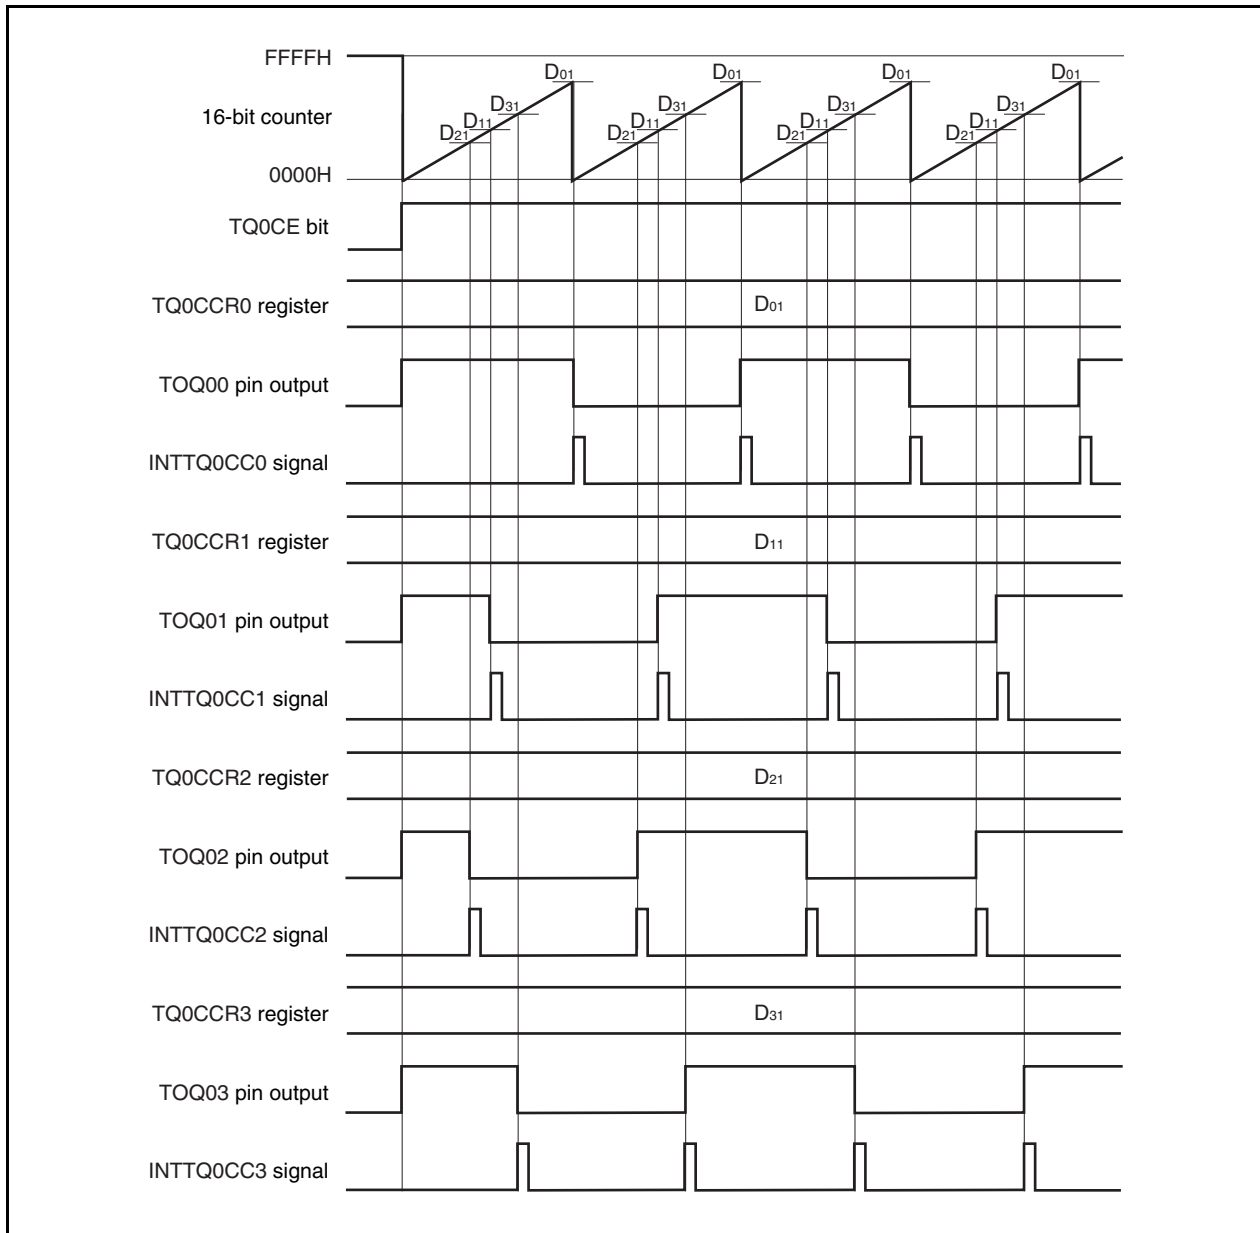 FFFFH
D01 D01 D01 D01
D31 D31 D31 D31
16-bit counter
D11 D11 D11 D11
D21 D21 D21 D21
0000H
TQ0CE bit
TQ0CCR0 register D01
TOQ00 pin output
INTTQ0CC0 signal
TQ0CCR1 register D11
TOQ01 pin output
INTTQ0CC1 signal
TQ0CCR2 register D21
TOQ02 pin output
INTTQ0CC2 signal
TQ0CCR3 register D31
TOQ03 pin output
INTTQ0CC3 signal